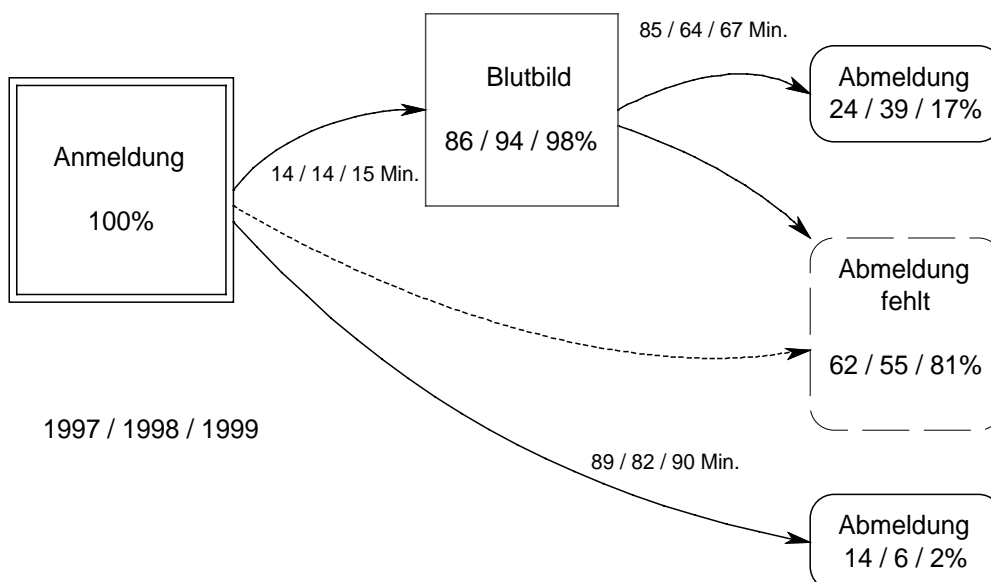 85 / 64 / 67 Min.
Blutbild
86 / 94 / 98%
Abmeldung
24 / 39 / 17%
Anmeldung
100%
14 / 14 / 15 Min.
Abmeldung
fehlt
62 / 55 / 81%
1997 / 1998 / 1999
89 / 82 / 90 Min.
Abmeldung
14 / 6 / 2%